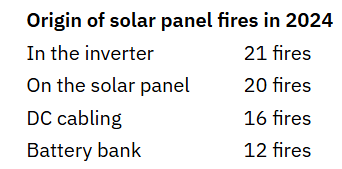 Origin of solar panel fires in 2024
In the inverter 21 fires
On the solar panel 20 fires
DC cabling 16 fires
Battery bank 12 fires